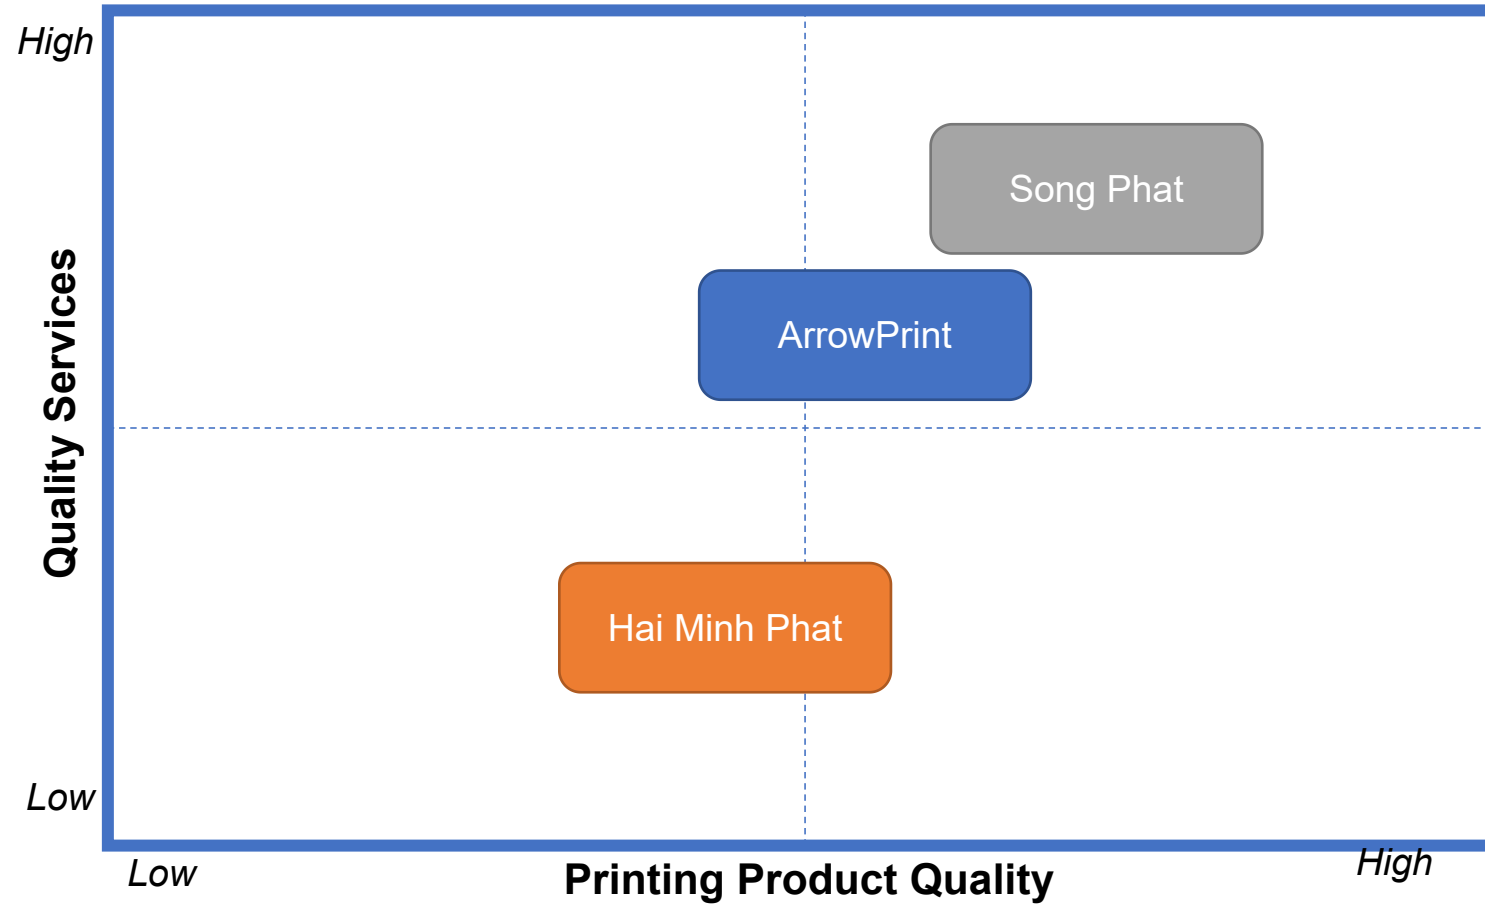 High
Song Phat
ArrowPrint
Quality Services
Hai Minh Phat
Low
Low
Printing Product Quality
High